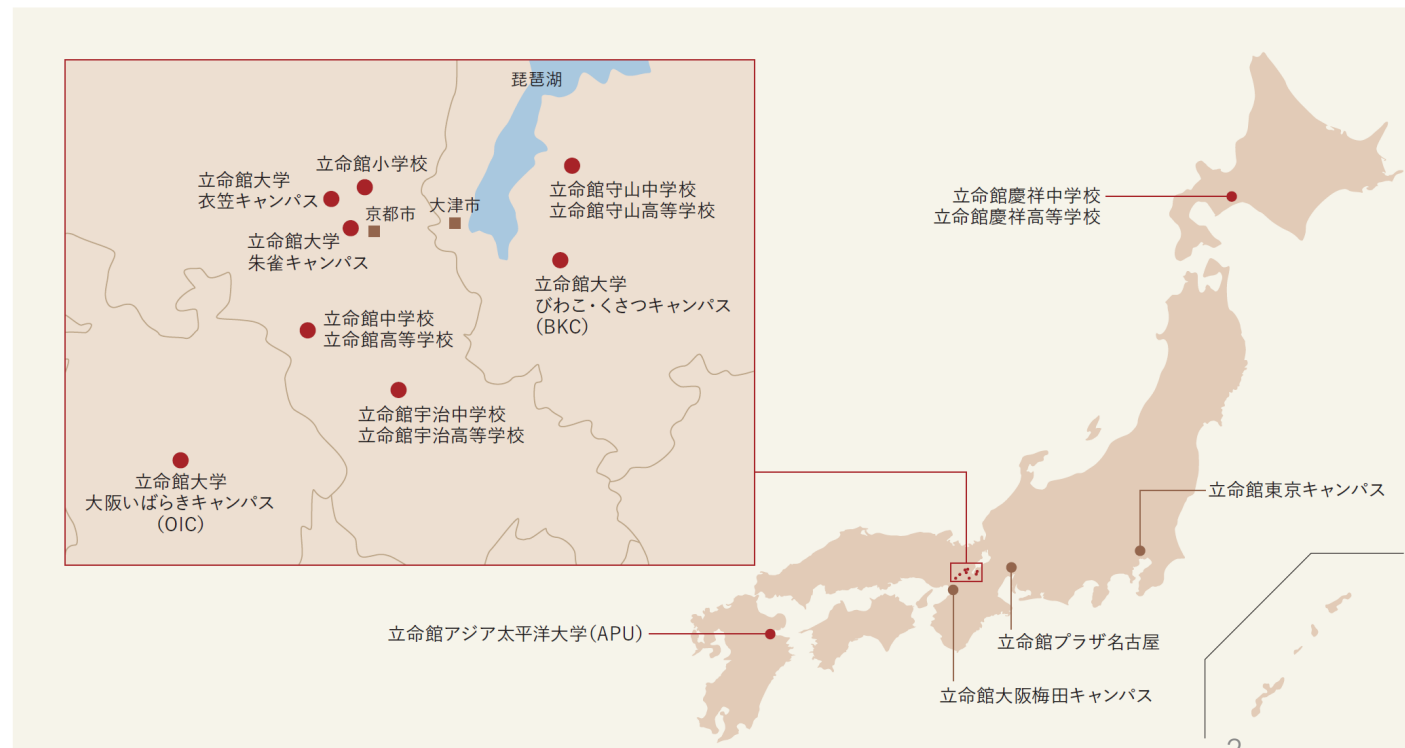 琵琶湖
立命館小学校
立命館大学
衣笠キャンパス
京都市
大津市
立命館守山中学校
立命館守山高等学校
立命館大学
朱雀キャンパス
立命館大学
びわこ・くさつキャンパス
(BKC)
立命館中学校
立命館高等学校
立命館宇治中学校
立命館宇治高等学校
立命館大学
大阪いばらきキャンパス
(OIC)
立命館慶祥中学校
立命館慶祥高等学校
立命館東京キャンパス
立命館アジア太平洋大学(APU)
立命館プラザ名古屋
立命館大阪梅田キャンパス